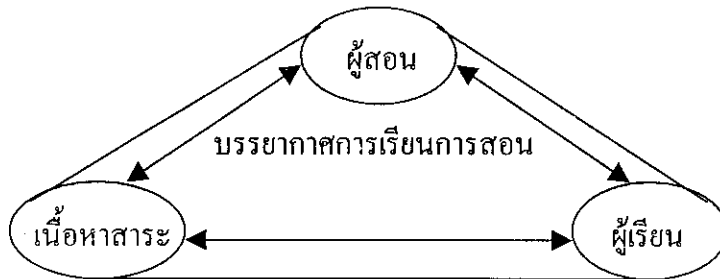 ผู้สอน
บรรยากาศการเรียนการสอน
เนื้อหาสาระ
ผู้เรียน